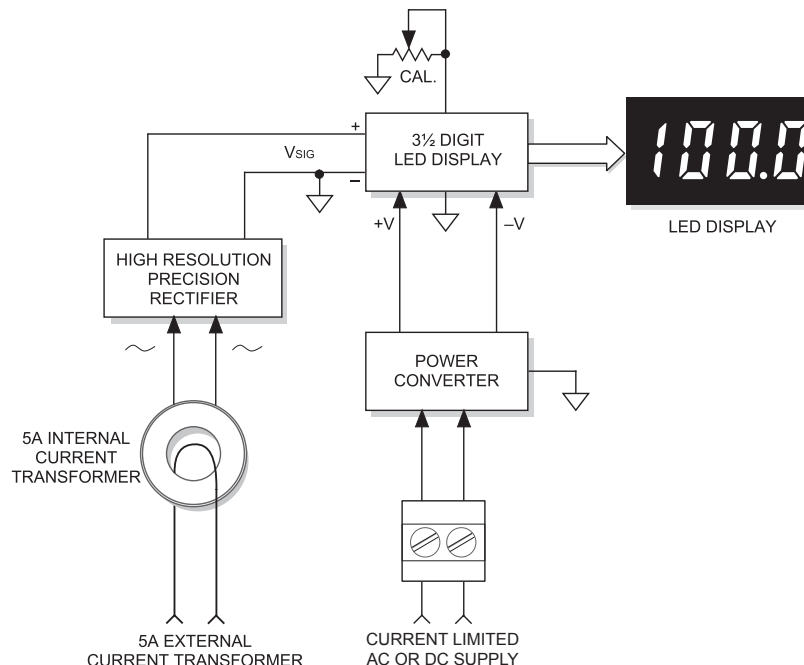 CAL.
+
3½ DIGIT
LED DISPLAY
VSIG
–
100.0
LED DISPLAY
+V
–V
HIGH RESOLUTION
PRECISION
RECTIFIER
POWER
CONVERTER
5A INTERNAL
CURRENT
TRANSFORMER
5A EXTERNAL
CURRENT TRANSFORMER
CURRENT LIMITED
AC OR DC SUPPLY